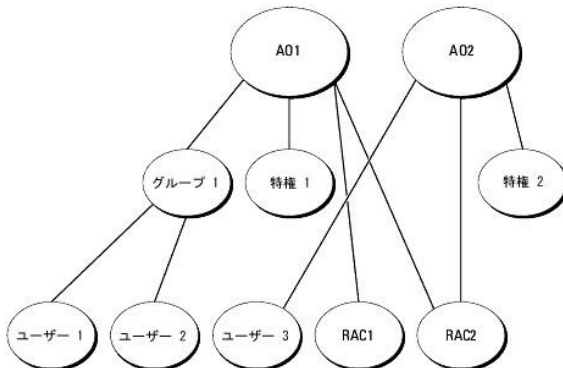 A01
A02
グループ 1
特権 1
特権 2
ユーザー 1
ユーザー 2
ユーザー 3
RAC1
RAC2